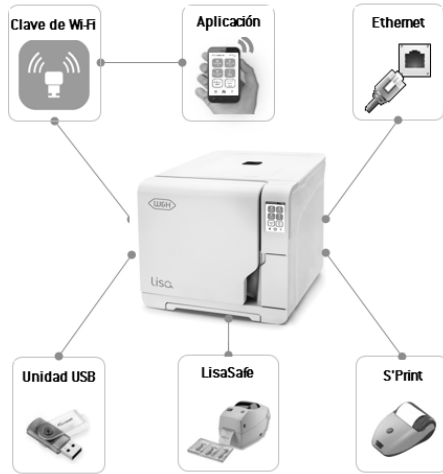 Clave de Wi-Fi
Aplicación
Ethernet
W&H
Lisa
Unidad USB
LisaSafe
S'Print